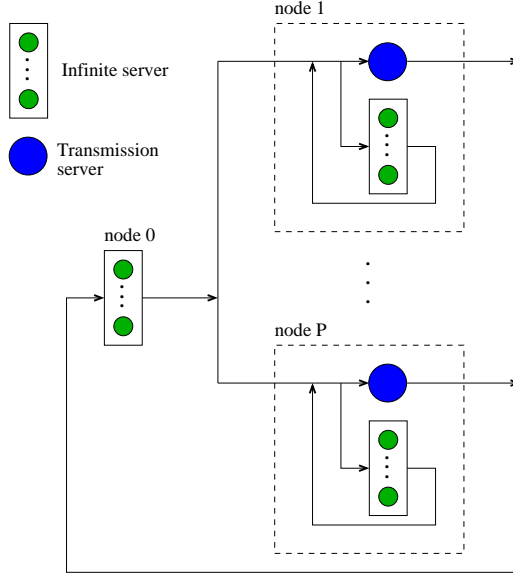 node 1
Infinite server
Transmission
server
node 0
node P